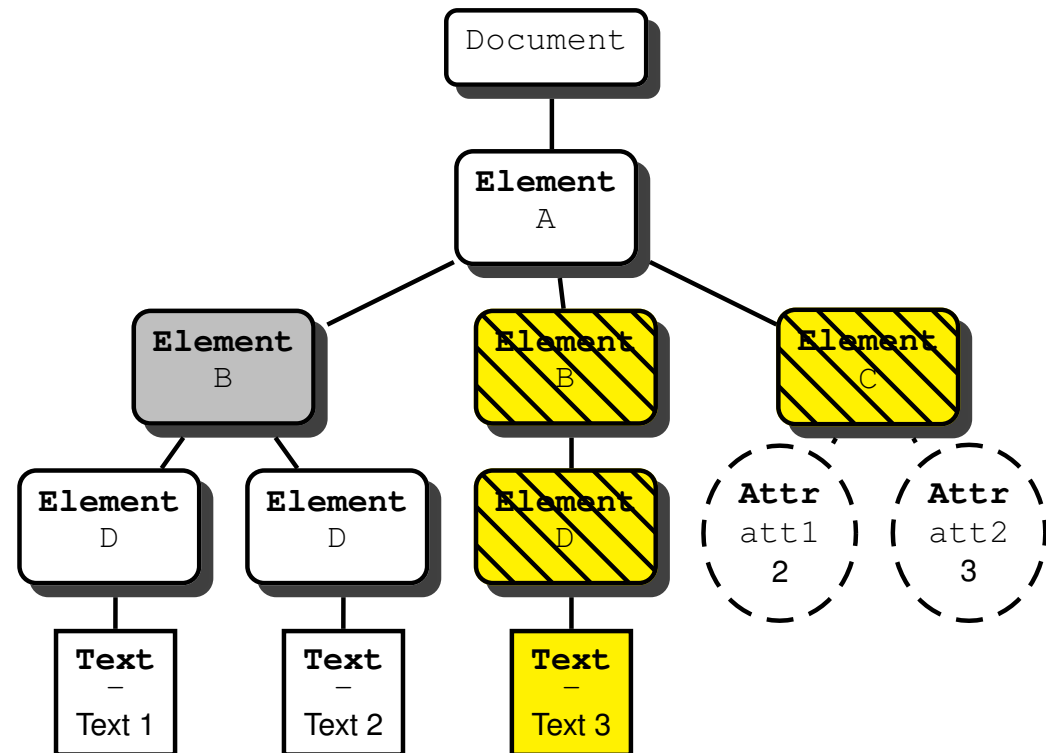 Document
Element
A
Element
B
Element
B
Element
C
Element
D
Element
D
Element
D
Attr
att1
2
Attr
att2
3
Text
–
Text 1
Text
–
Text 2
Text
–
Text 3